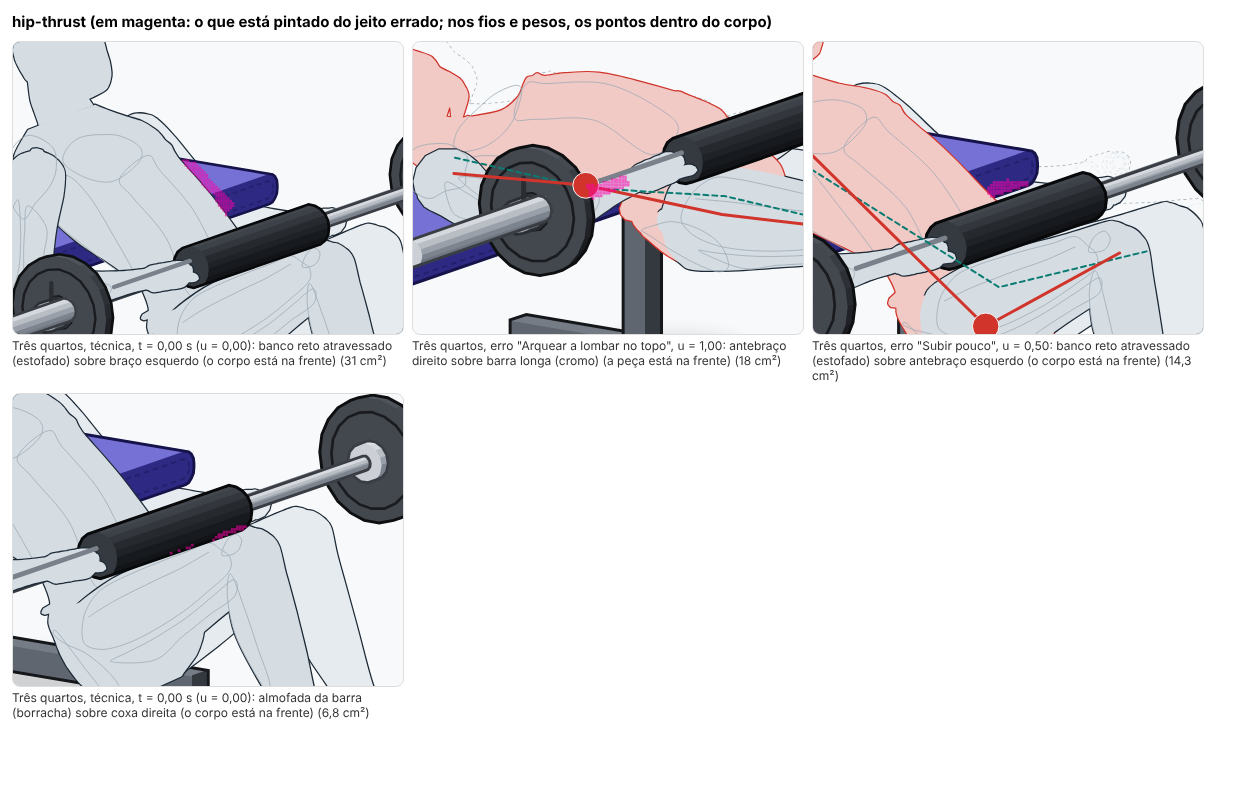 hip-thrust (em magenta: o que está pintado do jeito errado; nos fios e pesos, os pontos dentro do corpo)
Três quartos, técnica, t = 0,00 s (u = 0,00): banco reto atravessado
(estofado) sobre braço esquerdo (o corpo está na frente) (31 cm²)
Três quartos, erro "Arquear a lombar no topo", u = 1,00: antebraço
direito sobre barra longa (cromo) (a peça está na frente) (18 cm²)
Três quartos, erro "Subir pouco", u = 0,50: banco reto atravessado
(estofado) sobre antebraço esquerdo (o corpo está na frente) (14,3
cm²)
Três quartos, técnica, t = 0,00 s (u = 0,00): almofada da barra
(borracha) sobre coxa direita (o corpo está na frente) (6,8 cm²)